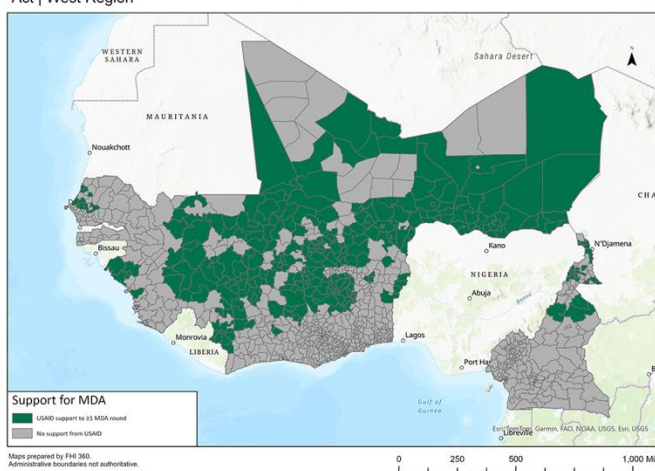 Act | West Region
WESTERN
SAHARA
Sahara Desert
N
MAURITANIA
Nouakchott
CHA
Bissau
Kano
N'Djamena
NIGERIA
Abuja
Benue
Monrovia
LIBERIA
Lagos
Port Har
Gulf of
Guinea
Libreville
Esri, TomTom, Garmin, FAO, NOAA, USGS, Esri, USGS
Support for MDA
USAID support to ≥1 MDA round
No support from USAID
Maps prepared by FHI 360.
Administrative boundaries not authoritative.
0 250 500 1,000 Mi